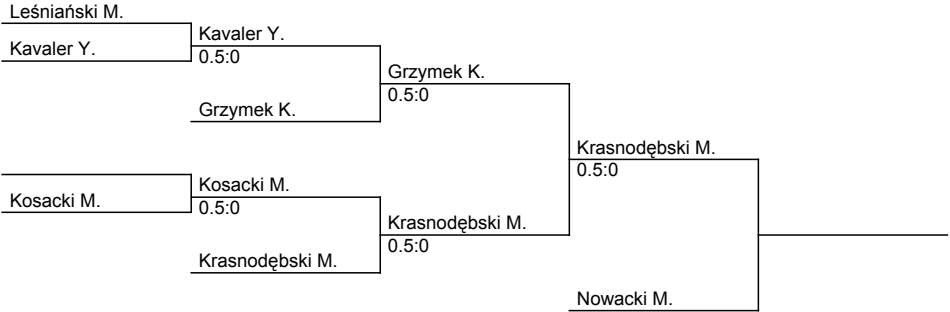 Leśniański M.
Kavaler Y.
Kavaler Y.
0.5:0
Grzymek K.
Grzymek K.
0.5:0
Kosacki M.
Kosacki M.
0.5:0
Krasnodębski M.
Krasnodębski M.
0.5:0
Krasnodębski M.
0.5:0
Nowacki M.